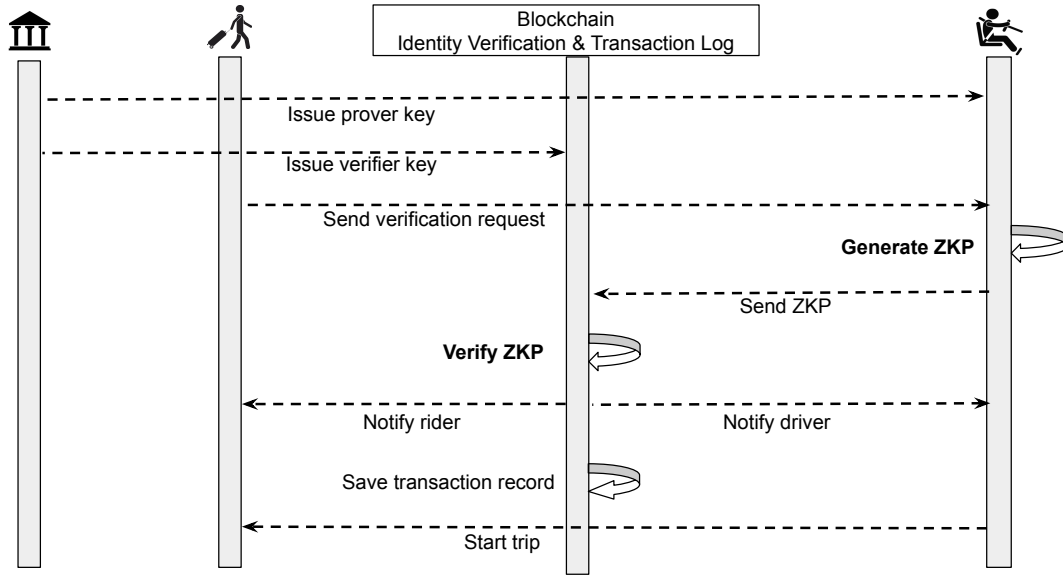 Blockchain
Identity Verification & Transaction Log
Issue prover key
Issue verifier key
Send verification request
Generate ZKP
Send ZKP
Verify ZKP
Notify rider
Notify driver
Save transaction record
Start trip